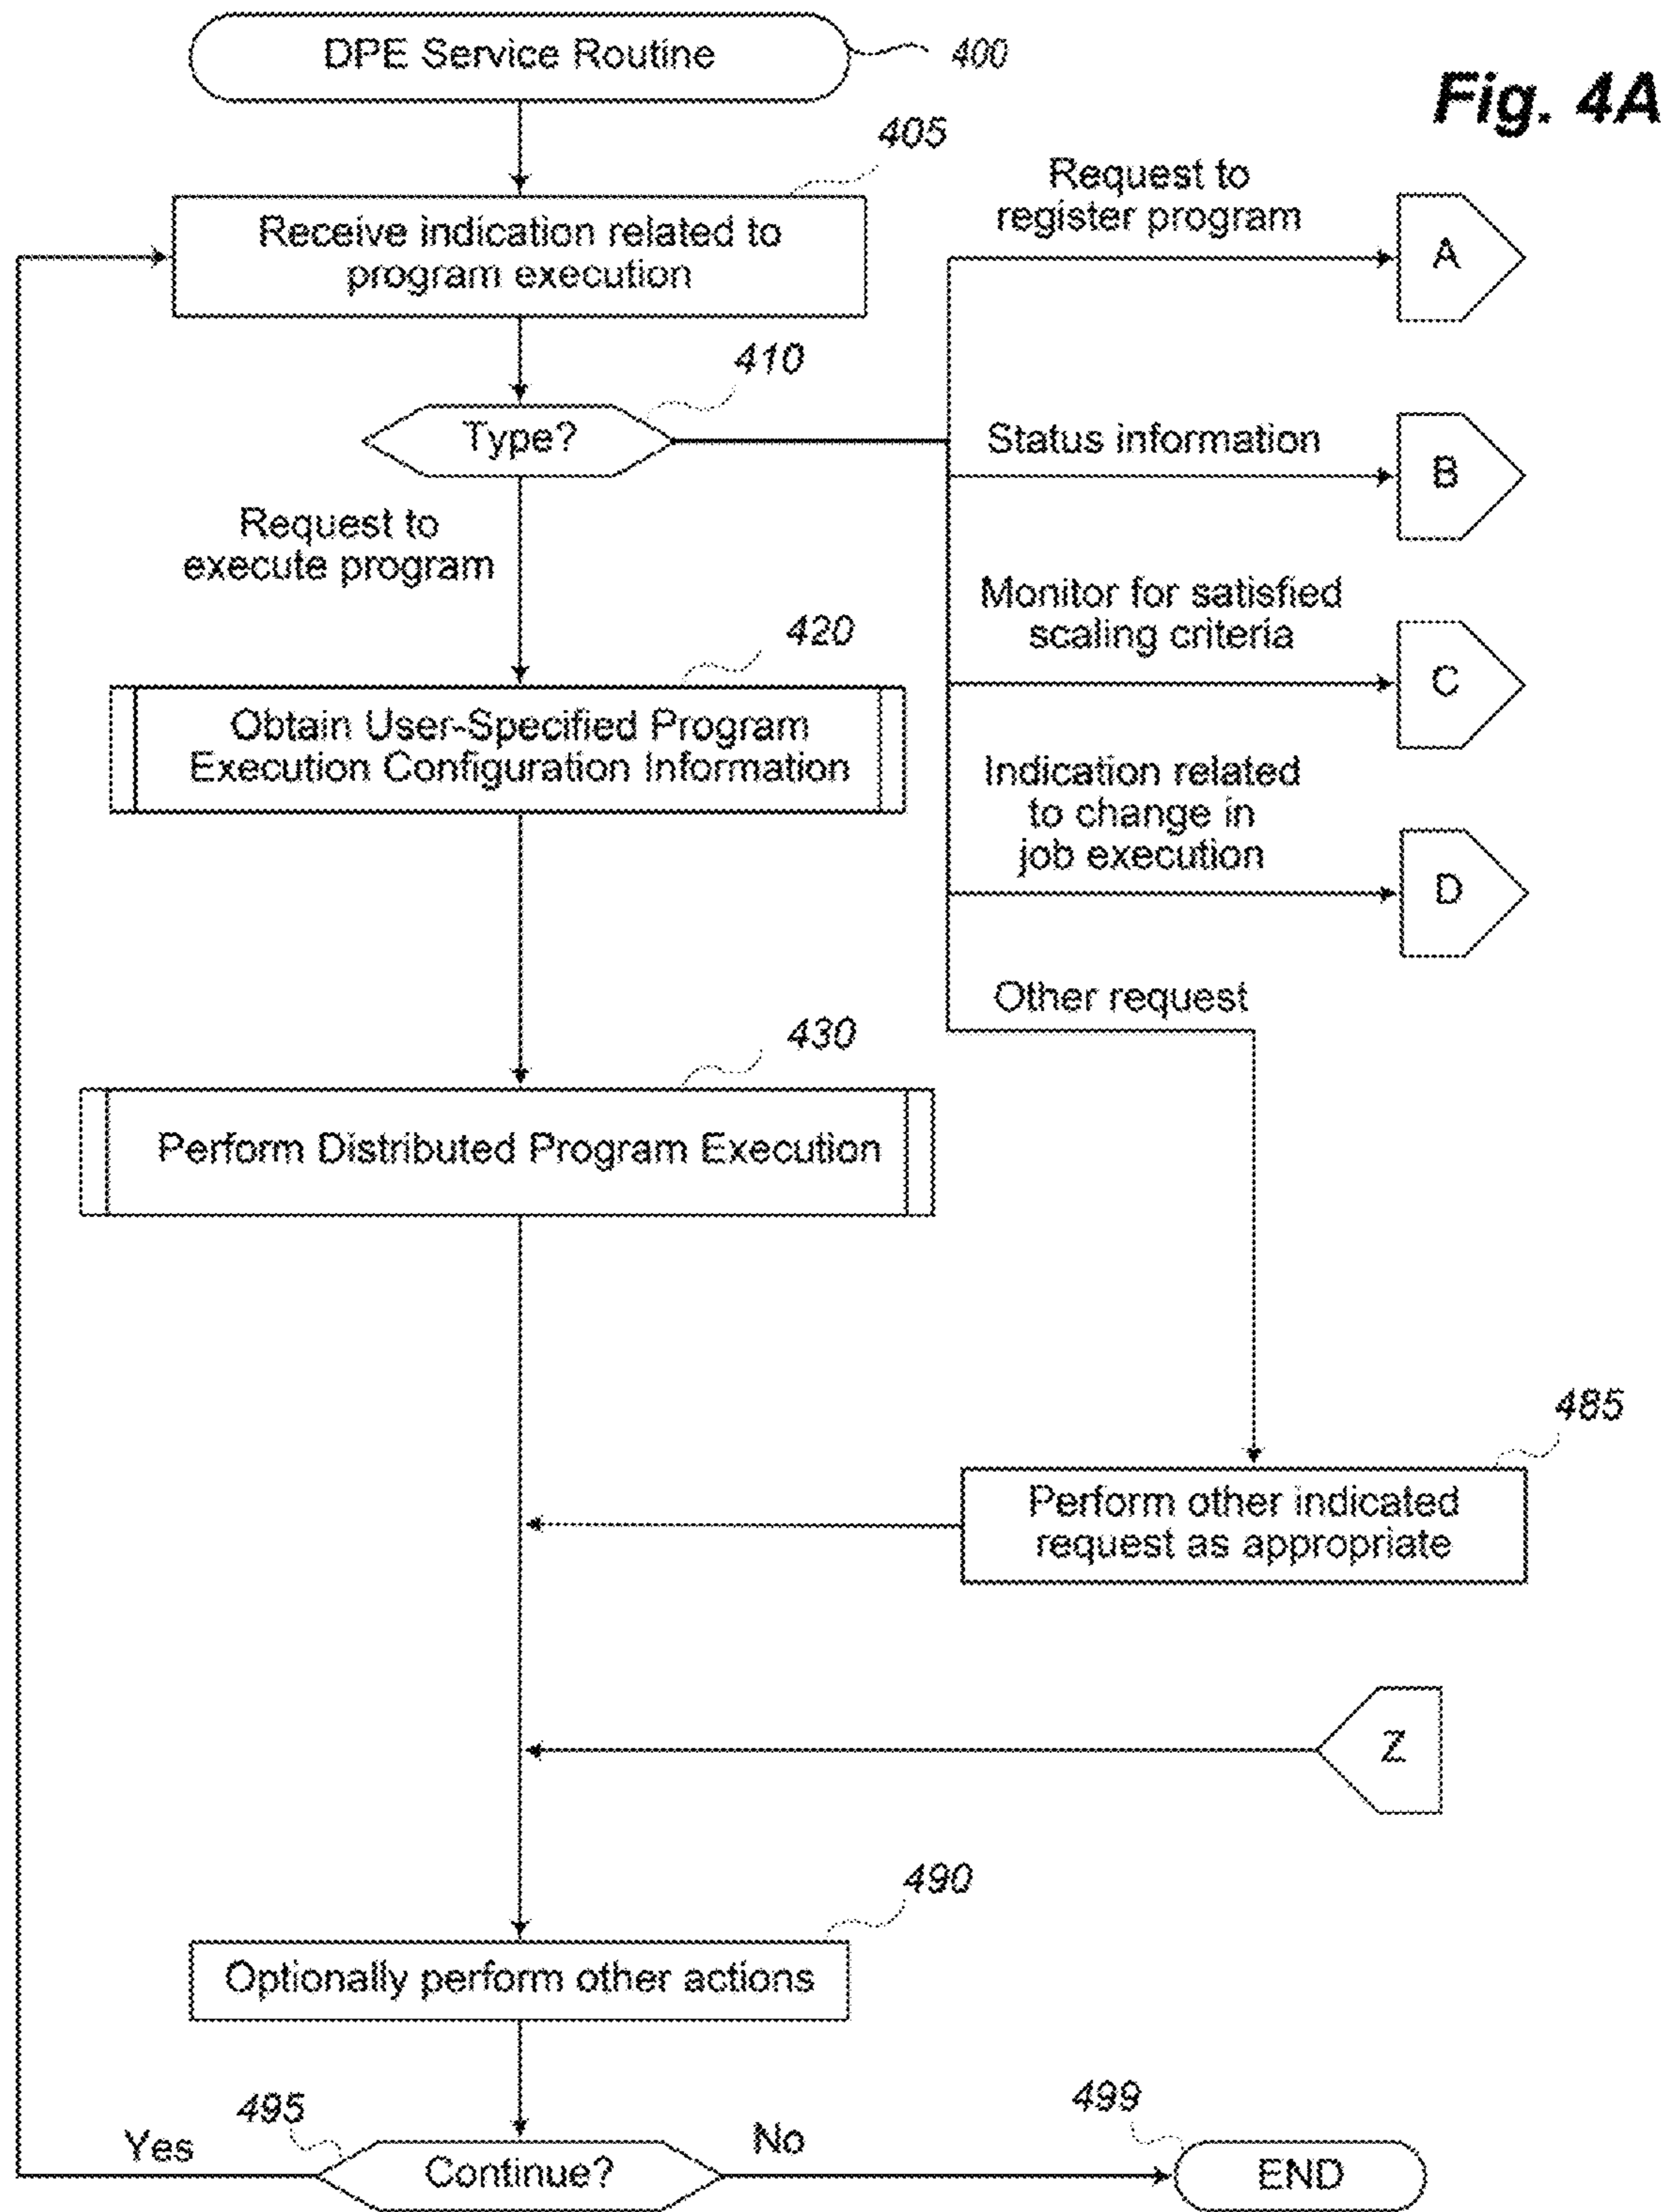 DPE Service Routine
400
Fig. 4A
405
Receive indication related to
program execution
Request to
register program
A
410
Type?
Status information
B
Request to
execute program
Monitor for satisfied
scaling criteria
C
420
Obtain User-Specified Program
Execution Configuration Information
Indication related
to change in
job execution
D
Other request
430
Perform Distributed Program Execution
485
Perform other indicated
request as appropriate
Z
490
Optionally perform other actions
495
Yes
Continue?
No
499
END